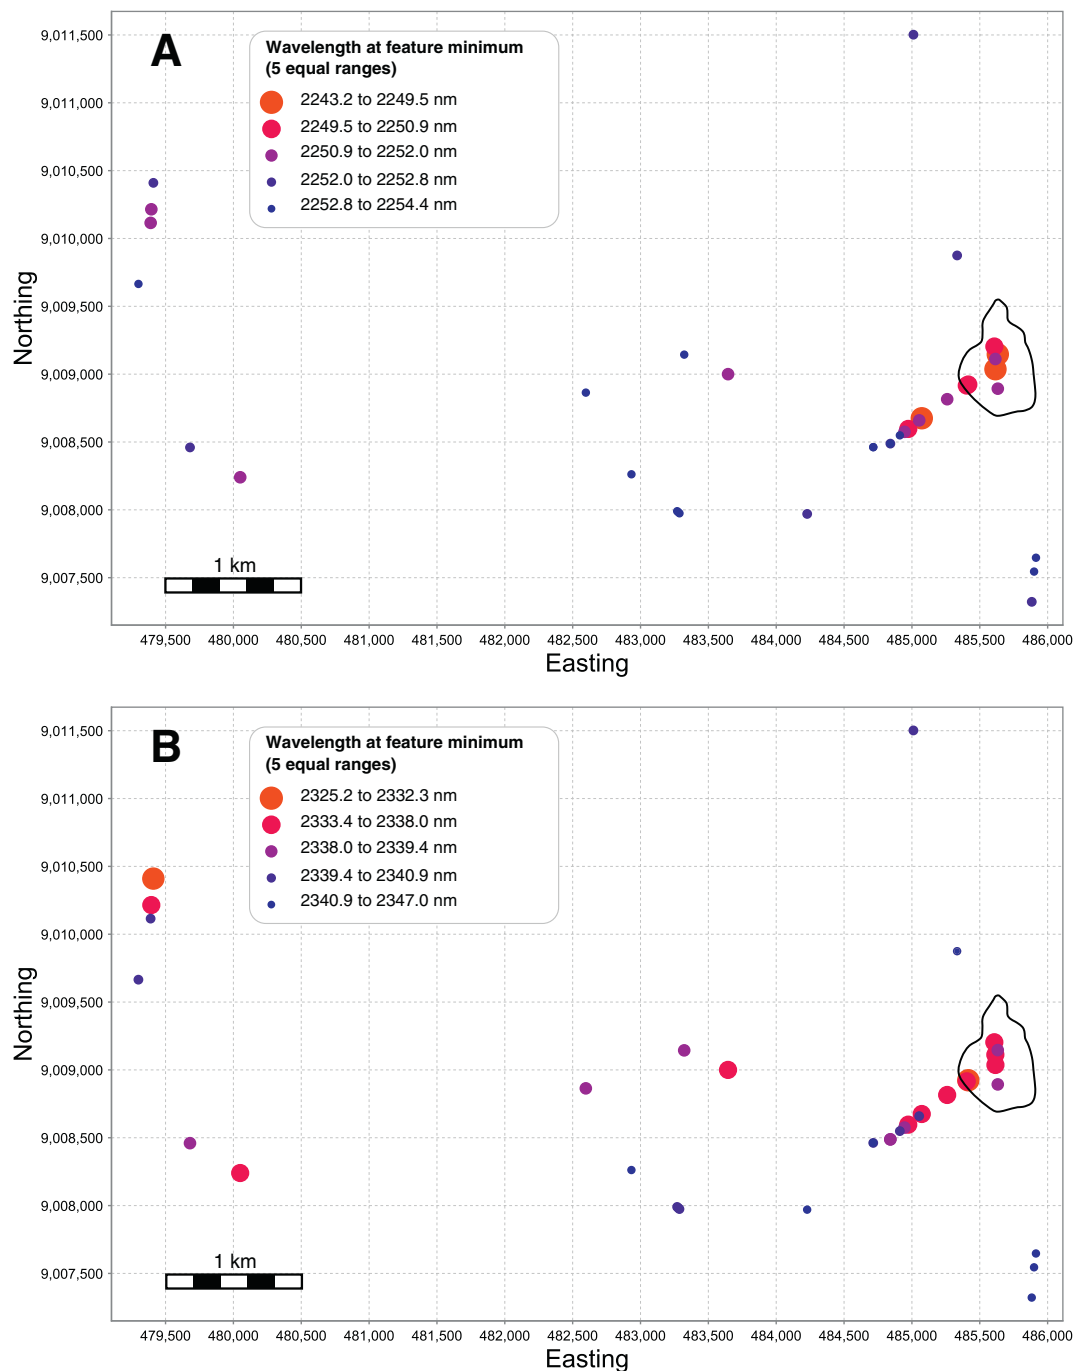 A
Wavelength at feature minimum
(5 equal ranges)
2243.2 to 2249.5 nm
2249.5 to 2250.9 nm
2250.9 to 2252.0 nm
2252.0 to 2252.8 nm
2252.8 to 2254.4 nm
9,011,500
9,011,000
9,010,500
9,010,000
9,009,500
9,009,000
9,008,500
9,008,000
9,007,500
Northing
1 km
479,500 480,000 480,500 481,000 481,500 482,000 482,500 483,000 483,500 484,000 484,500 485,000 485,500 486,000
Easting
B
Wavelength at feature minimum
(5 equal ranges)
2325.2 to 2332.3 nm
2333.4 to 2338.0 nm
2338.0 to 2339.4 nm
2339.4 to 2340.9 nm
2340.9 to 2347.0 nm
9,011,500
9,011,000
9,010,500
9,010,000
9,009,500
9,009,000
9,008,500
9,008,000
9,007,500
Northing
1 km
479,500 480,000 480,500 481,000 481,500 482,000 482,500 483,000 483,500 484,000 484,500 485,000 485,500 486,000
Easting